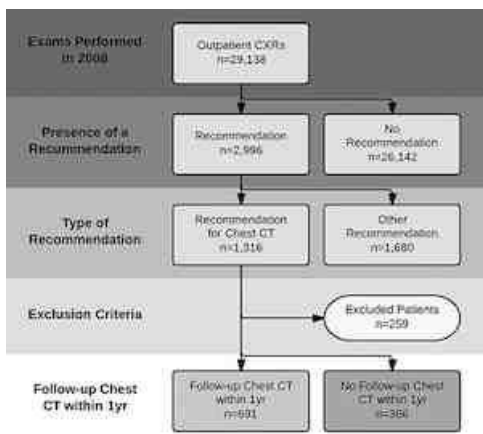 Exams Performed
in 2008
Outpatient CXRs
n=29,138
Presence of a
Recommendation
Recommendation
n=2,996
No
Recommendation
n=26,142
Type of
Recommendation
Recommendation
for Chest CT
n=1,316
Other
Recommendation
n=1,680
Exclusion Criteria
Excluded Patients
n=259
Follow-up Chest
CT within 1yr
Follow-up Chest CT
within 1yr
n=691
No Follow-up Chest
CT within 1yr
n=366